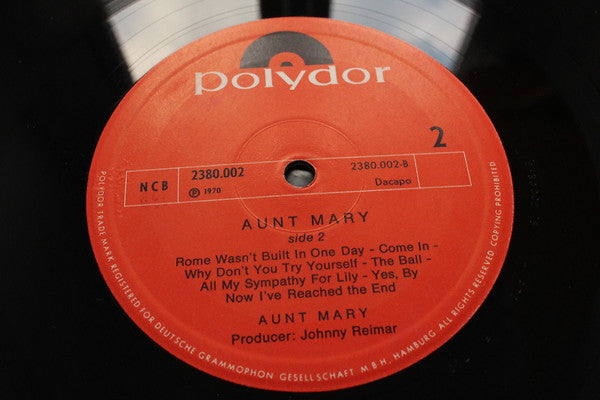 polydor
2
NCB
2380.002
Ⓟ 1970
2380.002-B
Dacapo
AUNT MARY
side 2
Rome Wasn't Built In One Day - Come In -
Why Don't You Try Yourself - The Ball -
All My Sympathy For Lily - Yes, By
Now I've Reached the End
AUNT MARY
Producer: Johnny Reimar
POLYDOR TRADE MARK REGISTERED FOR DEUTSCHE GRAMMOPHON GESELLSCHAFT M.B.H. HAMBURG ALL RIGHTS RESERVED COPYING PROHIBITED